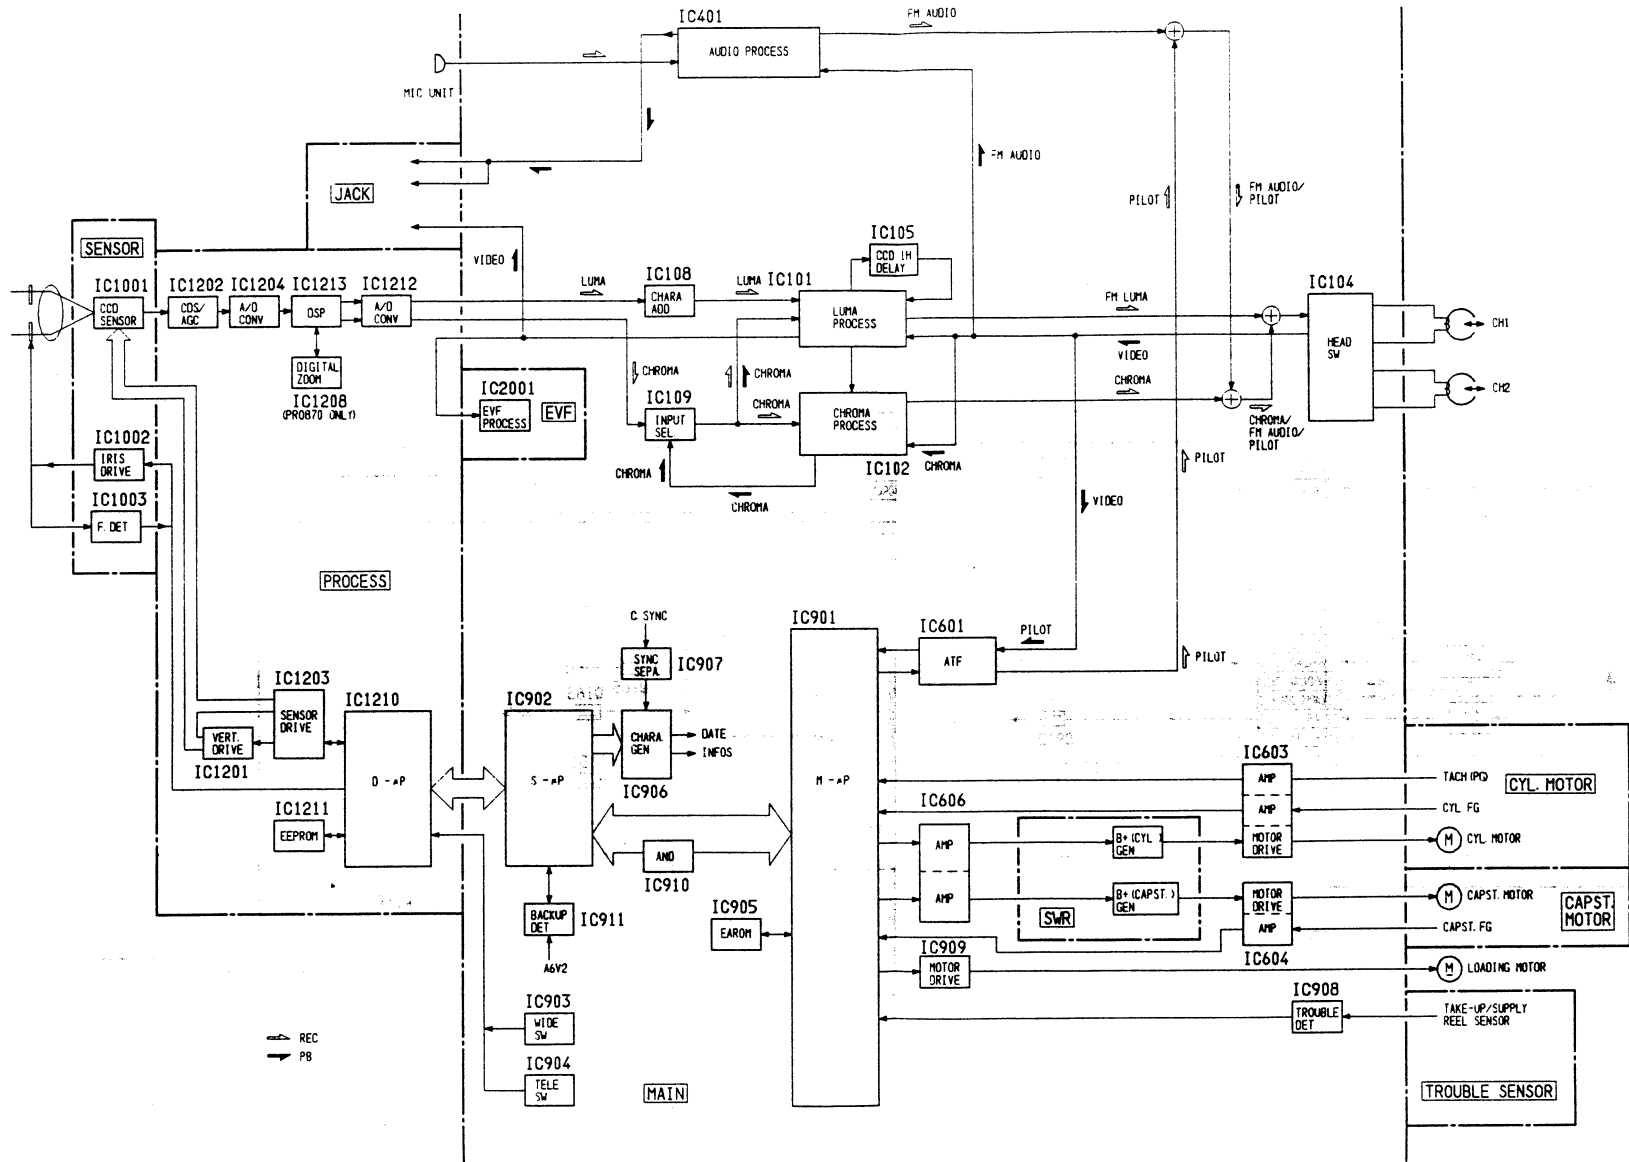 IC401
FM AUDIO
AUDIO PROCESS
MIC UNIT
FM AUDIO
JACK
PILOT
FM AUDIO/
PILOT
SENSOR
VIDEO
IC105
CCD 1H
DELAY
IC1001
CCD
SENSOR
IC1202
CDS/
AGC
IC1204
A/D
CONV
IC1213
DSP
IC1212
A/D
CONV
LUMA
IC108
CHARA
ADD
LUMA
IC101
LUMA
PROCESS
FM LUMA
IC104
HEAD
SW
CH1
CH2
VIDEO
DIGITAL
ZOOM
IC1208
(PRO870 ONLY)
IC2001
EVF
PROCESS
EVF
CHROMA
IC109
INPUT
SEL
CHROMA
CHROMA
CHROMA
PROCESS
IC102
CHROMA
CHROMA/
FM AUDIO/
PILOT
CHROMA
CHROMA
CHROMA
PILOT
VIDEO
IC1002
IRIS
DRIVE
IC1003
F. DET
PROCESS
C. SYNC
SYNC
SEPA.
IC907
IC901
M-μP
IC601
ATF
PILOT
PILOT
IC1203
SENSOR
DRIVE
VERT.
DRIVE
IC1201
IC1210
D-μP
IC902
S-μP
CHARA.
GEN
IC906
DATE
INFOS
IC1211
EEPROM
AND
IC910
BACKUP
DET
IC911
A6V2
IC905
EAROM
IC603
AMP
AMP
MOTOR
DRIVE
TACH(PG)
CYL FG
CYL MOTOR
M
CYL. MOTOR
IC606
AMP
AMP
B+(CYL )
GEN
B+(CAPST.)
GEN
SWR
MOTOR
DRIVE
AMP
IC604
M
CAPST. MOTOR
CAPST. FG
CAPST.
MOTOR
IC909
MOTOR
DRIVE
M
LOADING MOTOR
IC908
TROUBLE
DET
TAKE-UP/SUPPLY
REEL SENSOR
TROUBLE SENSOR
IC903
WIDE
SW
IC904
TELE
SW
REC
PB
MAIN